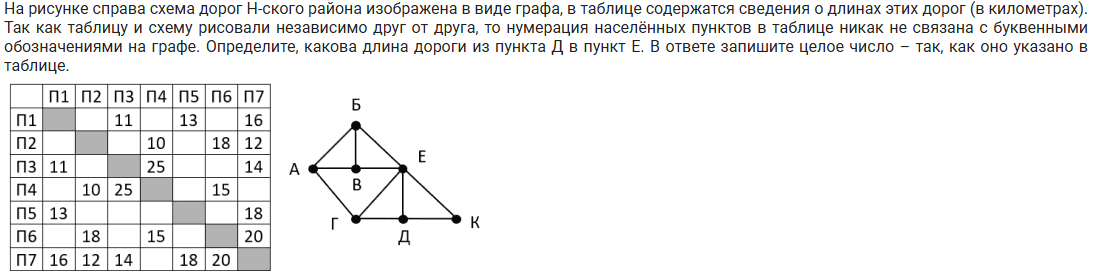 На рисунке справа схема дорог Н-ского района изображена в виде графа, в таблице содержатся сведения о длинах этих дорог (в километрах).
Так как таблицу и схему рисовали независимо друг от друга, то нумерация населённых пунктов в таблице никак не связана с буквенными
обозначениями на графе. Определите, какова длина дороги из пункта Д в пункт Е. В ответе запишите целое число – так, как оно указано в
таблице.
П1 П2 П3 П4 П5 П6 П7
П1 11 13 16
П2 10 18 12
П3 11 25 14
П4 10 25 15
П5 13 18
П6 18 15 20
П7 16 12 14 18 20
Б
Е
А
В
Г
Д
К